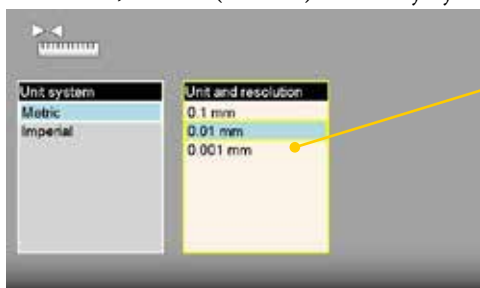 Unit system
Metric
Imperial
Unit and resolution
0.1 mm
0.01 mm
0.001 mm